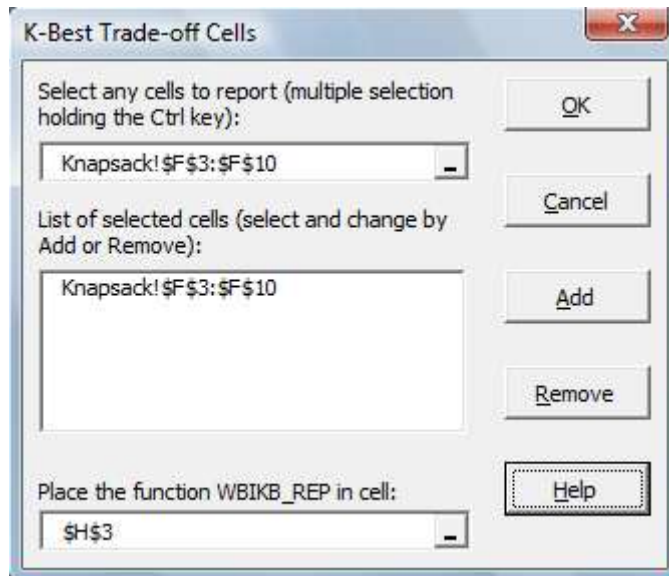 K-Best Trade-off Cells
Select any cells to report (multiple selection
holding the Ctrl key):
Knapsack!$F$3:$F$10
List of selected cells (select and change by
Add or Remove):
Knapsack!$F$3:$F$10
Place the function WBIKB_REP in cell:
$H$3
OK
Cancel
Add
Remove
Help